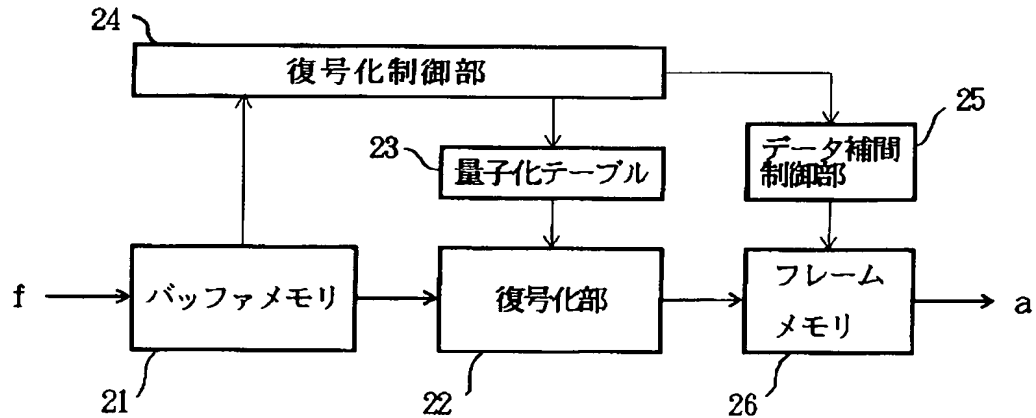 24
復号化制御部
25
23
データ補間
制御部
量子化テーブル
f
バッファメモリ
復号化部
フレーム
メモリ
a
21
22
26